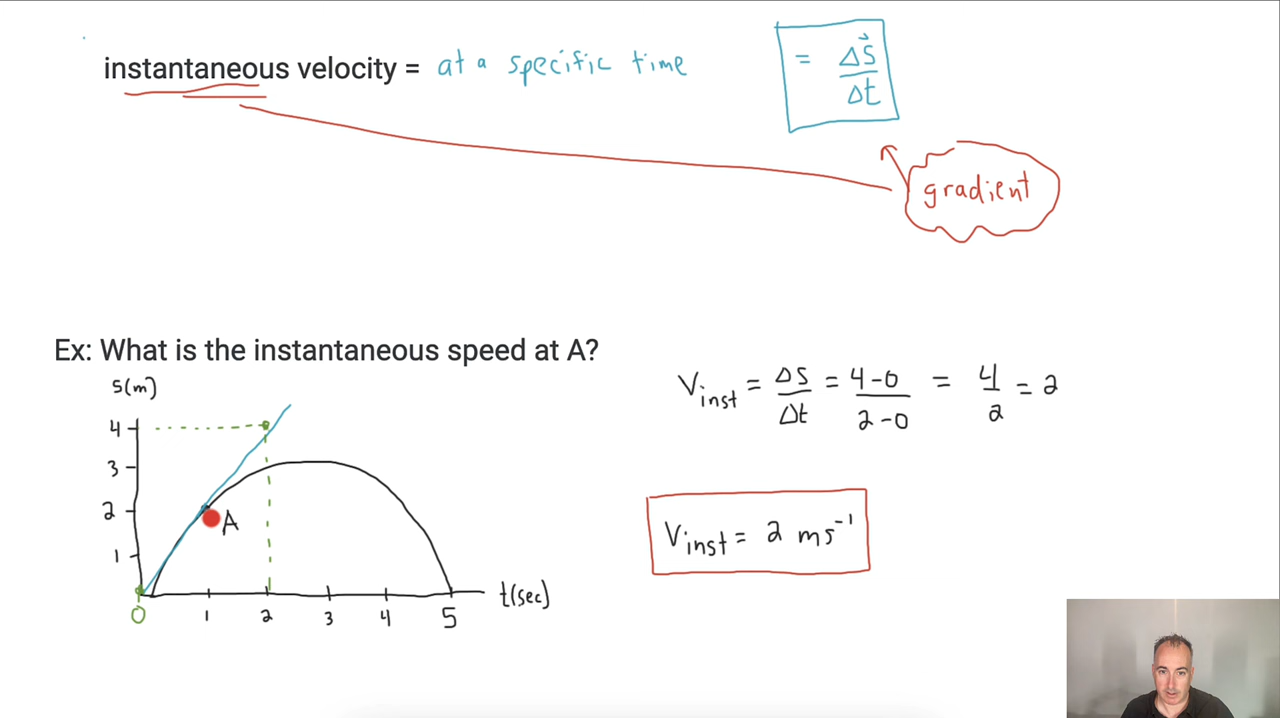 instantaneous velocity = at a specific time = Δs⃗/Δt
gradient
Ex: What is the instantaneous speed at A?
s(m)
4
3
2
1
A
0 1 2 3 4 5 t(sec)
Vinst = Δs/Δt = 4-0/2-0 = 4/2 = 2
Vinst = 2 ms⁻¹